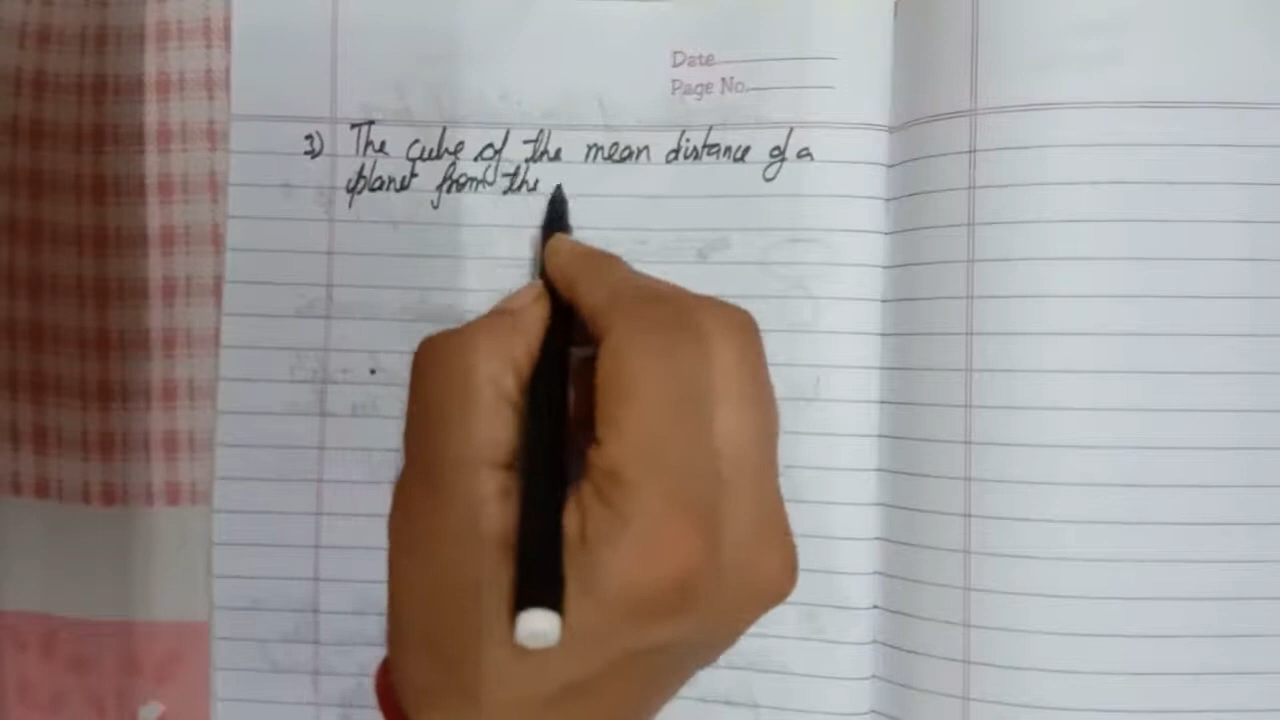 Date
Page No.
3) The cube of the mean distance of a
planet from the